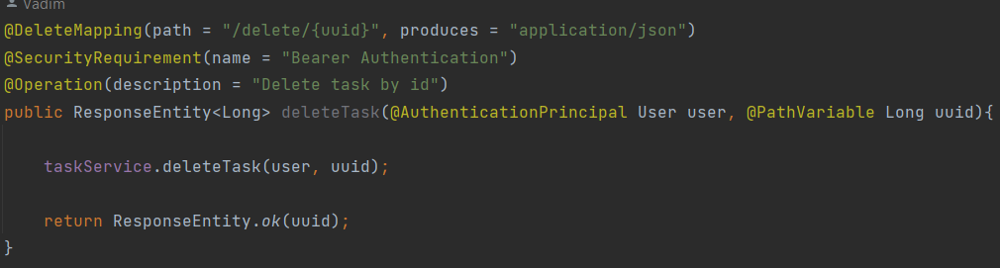 Vadim
@DeleteMapping(path = "/delete/{uuid}", produces = "application/json")
@SecurityRequirement(name = "Bearer Authentication")
@Operation(description = "Delete task by id")
public ResponseEntity<Long> deleteTask(@AuthenticationPrincipal User user, @PathVariable Long uuid){
taskService.deleteTask(user, uuid);
return ResponseEntity.ok(uuid);
}